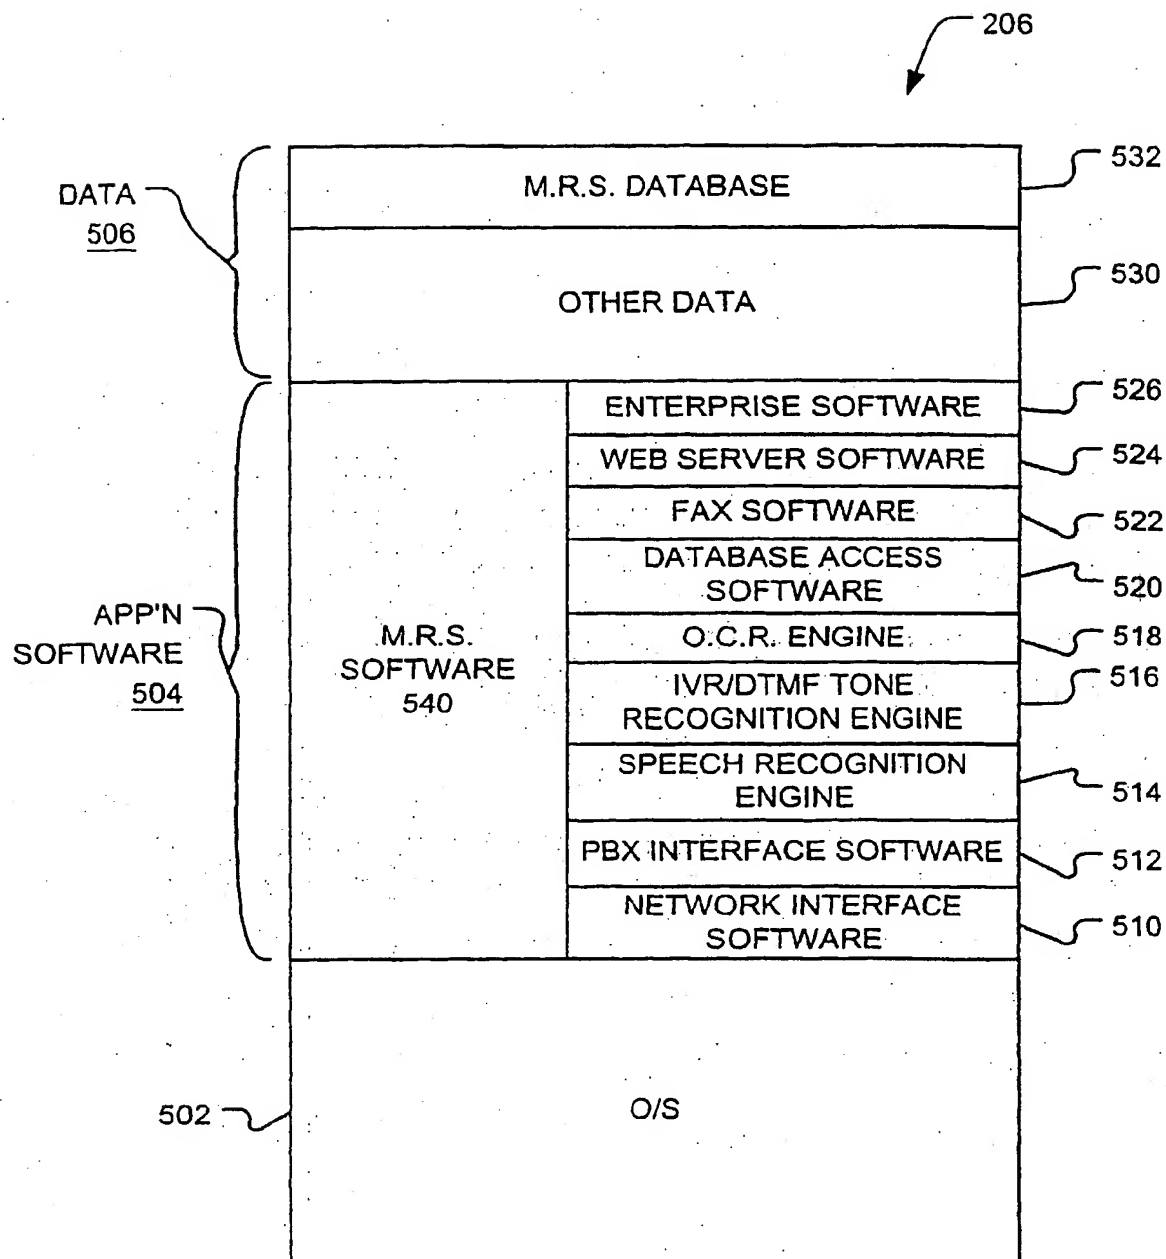 206
M.R.S. DATABASE
532
DATA
506
OTHER DATA
530
ENTERPRISE SOFTWARE
526
WEB SERVER SOFTWARE
524
FAX SOFTWARE
522
DATABASE ACCESS
SOFTWARE
520
APP'N
SOFTWARE
504
M.R.S.
SOFTWARE
540
O.C.R. ENGINE
518
IVR/DTMF TONE
RECOGNITION ENGINE
516
SPEECH RECOGNITION
ENGINE
514
PBX INTERFACE SOFTWARE
512
NETWORK INTERFACE
SOFTWARE
510
502
O/S